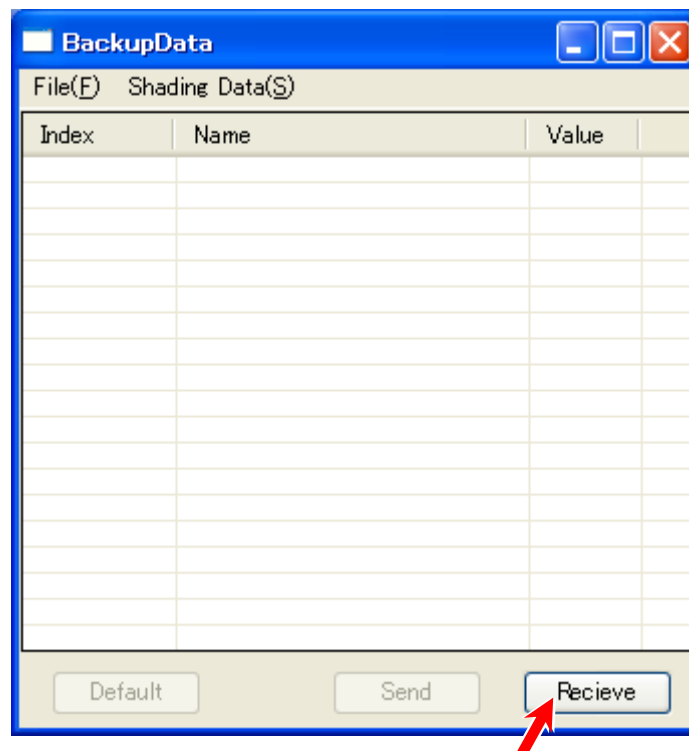 BackupData
File(F) Shading Data(S)
Index Name Value
Default Send Recieve